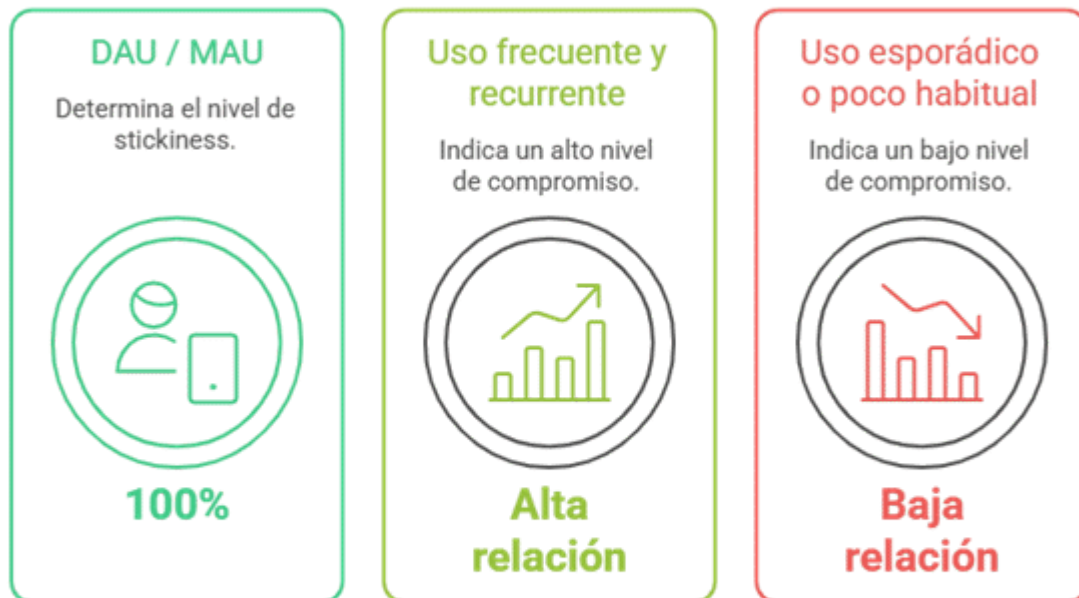 DAU / MAU
Determina el nivel de
stickiness.
100%
Uso frecuente y
recurrente
Indica un alto nivel
de compromiso.
Alta
relación
Uso esporádico
o poco habitual
Indica un bajo nivel
de compromiso.
Baja
relación